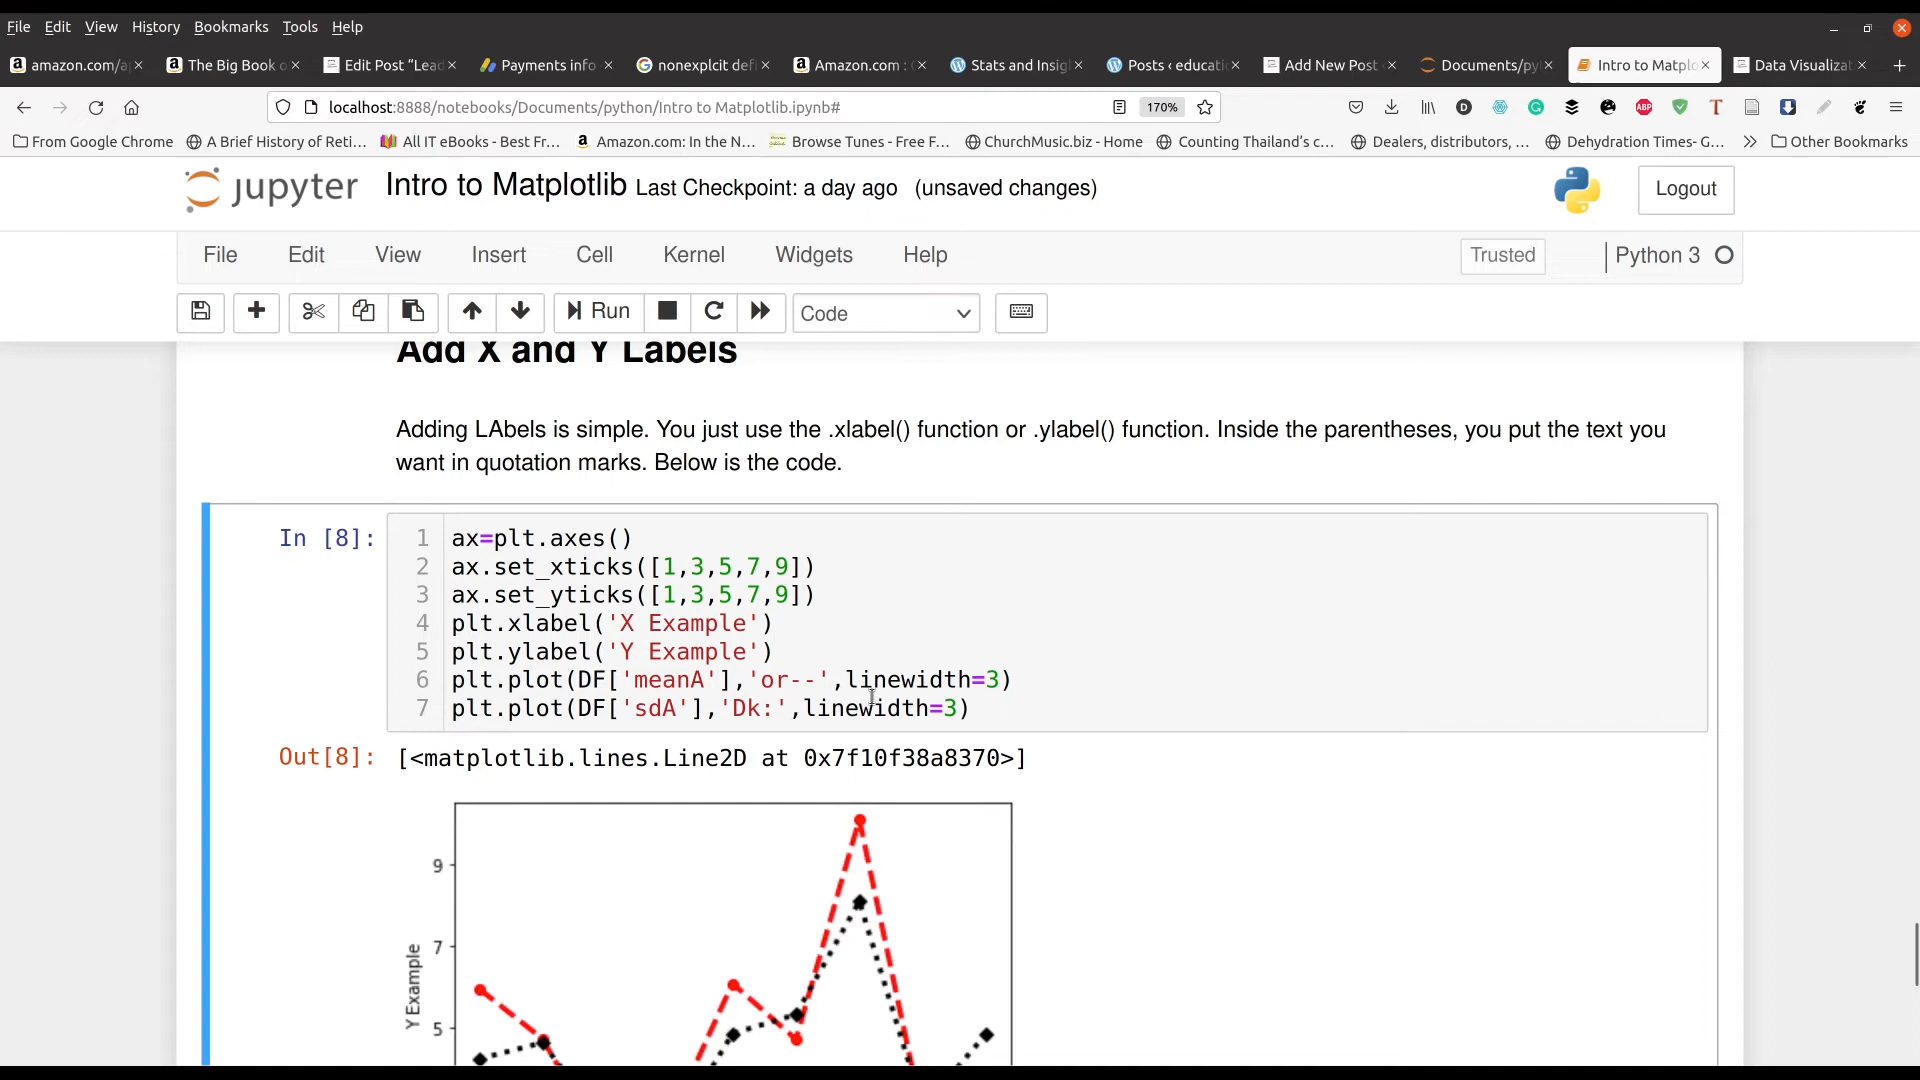 File Edit View History Bookmarks Tools Help
amazon.com/a The Big Book o Edit Post “Lead Payments info nonexplcit defi Amazon.com : Stats and Insig Posts ‹ educati Add New Post Documents/py Intro to Matplo Data Visualizat
localhost:8888/notebooks/Documents/python/Intro to Matplotlib.ipynb# 170%
From Google Chrome A Brief History of Reti... All IT eBooks - Best Fr... Amazon.com: In the N... Browse Tunes - Free F... ChurchMusic.biz - Home Counting Thailand’s c... Dealers, distributors, ... Dehydration Times- G... Other Bookmarks
jupyter Intro to Matplotlib Last Checkpoint: a day ago (unsaved changes) Logout
File Edit View Insert Cell Kernel Widgets Help Trusted Python 3
Run Code
Add X and Y Labels
Adding LAbels is simple. You just use the .xlabel() function or .ylabel() function. Inside the parentheses, you put the text you
want in quotation marks. Below is the code.
In [8]: 1 ax=plt.axes()
2 ax.set_xticks([1,3,5,7,9])
3 ax.set_yticks([1,3,5,7,9])
4 plt.xlabel('X Example')
5 plt.ylabel('Y Example')
6 plt.plot(DF['meanA'],'or--',linewidth=3)
7 plt.plot(DF['sdA'],'Dk:',linewidth=3)
Out[8]: [<matplotlib.lines.Line2D at 0x7f10f38a8370>]
9
7
Y Example
5